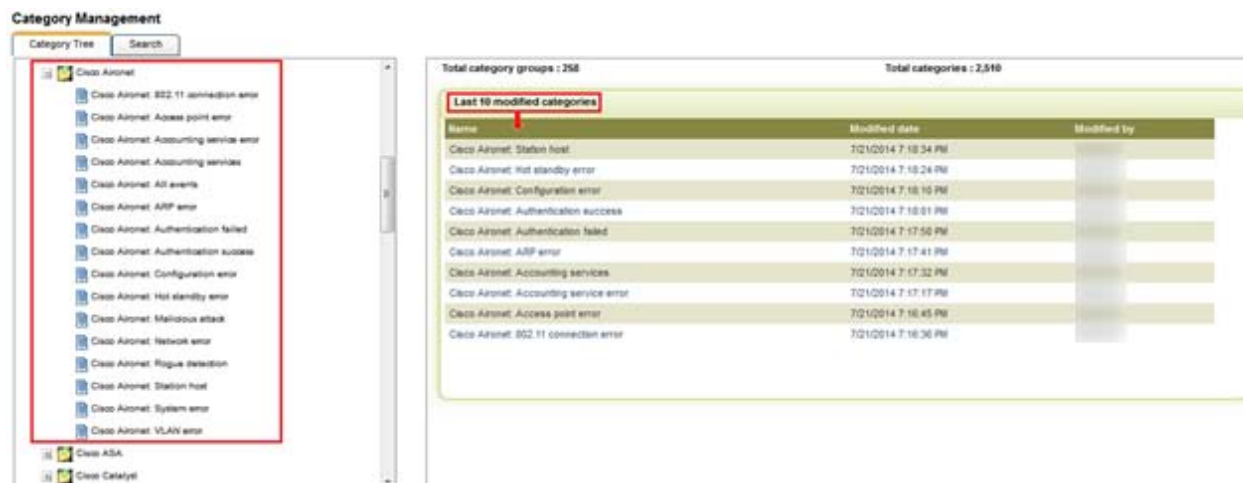 Category Management
Category Tree
Search
Cisco Aironet
Cisco Aironet: 802.11 connection error
Cisco Aironet: Access point error
Cisco Aironet: Accounting service error
Cisco Aironet: Accounting services
Cisco Aironet: All events
Cisco Aironet: ARP error
Cisco Aironet: Authentication failed
Cisco Aironet: Authentication success
Cisco Aironet: Configuration error
Cisco Aironet: Hot standby error
Cisco Aironet: Malicious attack
Cisco Aironet: Network error
Cisco Aironet: Rogue detection
Cisco Aironet: Station host
Cisco Aironet: System error
Cisco Aironet: VLAN error
Cisco ASA
Cisco Catalyst
Total category groups : 258 Total categories : 2,510
Last 10 modified categories
Name Modified date Modified by
Cisco Aironet: Station host 7/21/2014 7:18:34 PM
Cisco Aironet: Hot standby error 7/21/2014 7:18:24 PM
Cisco Aironet: Configuration error 7/21/2014 7:18:10 PM
Cisco Aironet: Authentication success 7/21/2014 7:18:01 PM
Cisco Aironet: Authentication failed 7/21/2014 7:17:50 PM
Cisco Aironet: ARP error 7/21/2014 7:17:41 PM
Cisco Aironet: Accounting services 7/21/2014 7:17:32 PM
Cisco Aironet: Accounting service error 7/21/2014 7:17:17 PM
Cisco Aironet: Access point error 7/21/2014 7:16:45 PM
Cisco Aironet: 802.11 connection error 7/21/2014 7:16:36 PM